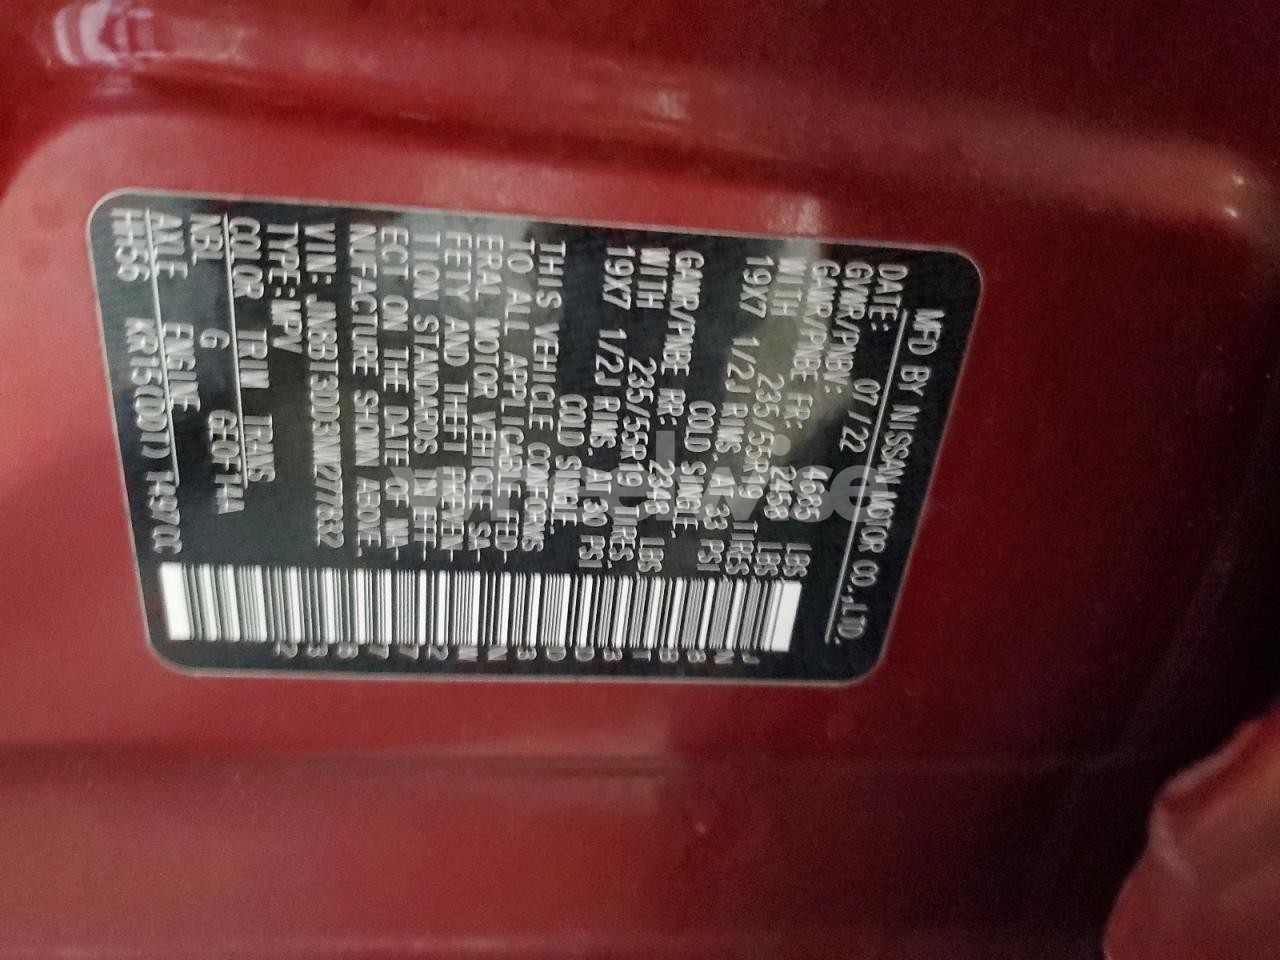 MFD BY NISSAN MOTOR CO.,LTD.
DATE: 07/22
GVWR/PNBV: 4685 LBS
GAWR/PNBE FR: 2458 LBS
WITH 235/55R19 TIRES,
19X7 1/2J RIMS, AT 33 PSI
COLD SINGLE.
GAWR/PNBE RR: 2348 LBS
WITH 235/55R19 TIRES,
19X7 1/2J RIMS, AT 30 PSI
COLD SINGLE.
THIS VEHICLE CONFORMS
TO ALL APPLICABLE FED
ERAL MOTOR VEHICLE SA
FETY AND THEFT PREVEN-
TION STANDARDS IN EFF-
ECT ON THE DATE OF MA-
NUFACTURE SHOWN ABOVE.
VIN: JN8BT3DD3NW277832
TYPE: MPV
COLOR TRIM TRANS
NBL G GEOF14A
AXLE ENGINE
HH56 KR15(DDT) 1497CC
JN8BT3DD3NW277832